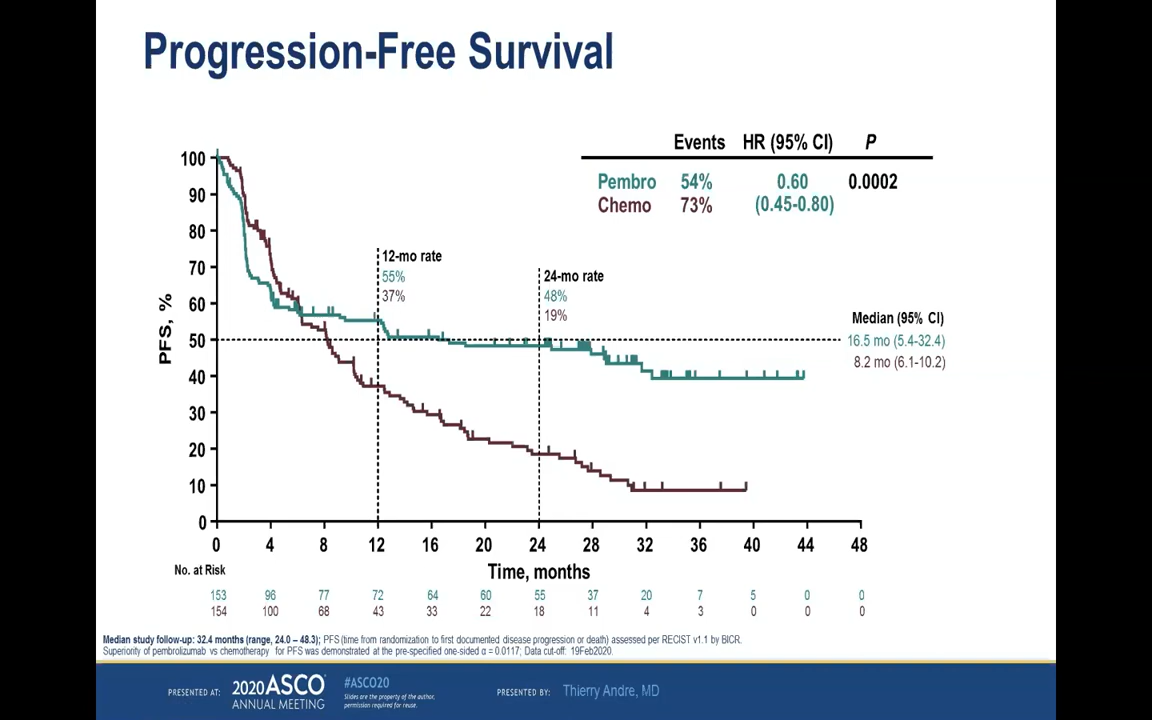 Progression-Free Survival
Events HR (95% CI) P
Pembro 54% 0.60 0.0002
Chemo 73% (0.45-0.80)
100
90
80
70
60
50
40
30
20
10
0
PFS, %
12-mo rate
55%
37%
24-mo rate
48%
19%
Median (95% CI)
16.5 mo (5.4-32.4)
8.2 mo (6.1-10.2)
0 4 8 12 16 20 24 28 32 36 40 44 48
Time, months
No. at Risk
153 96 77 72 64 60 55 37 20 7 5 0 0
154 100 68 43 33 22 18 11 4 3 0 0 0
Median study follow-up: 32.4 months (range, 24.0 – 48.3); PFS (time from randomization to first documented disease progression or death) assessed per RECIST v1.1 by BICR.
Superiority of pembrolizumab vs chemotherapy for PFS was demonstrated at the pre-specified one-sided α = 0.0117; Data cut-off: 19Feb2020.
PRESENTED AT:
2020 ASCO
ANNUAL MEETING
#ASCO20
Slides are the property of the author,
permission required for reuse.
PRESENTED BY: Thierry Andre, MD